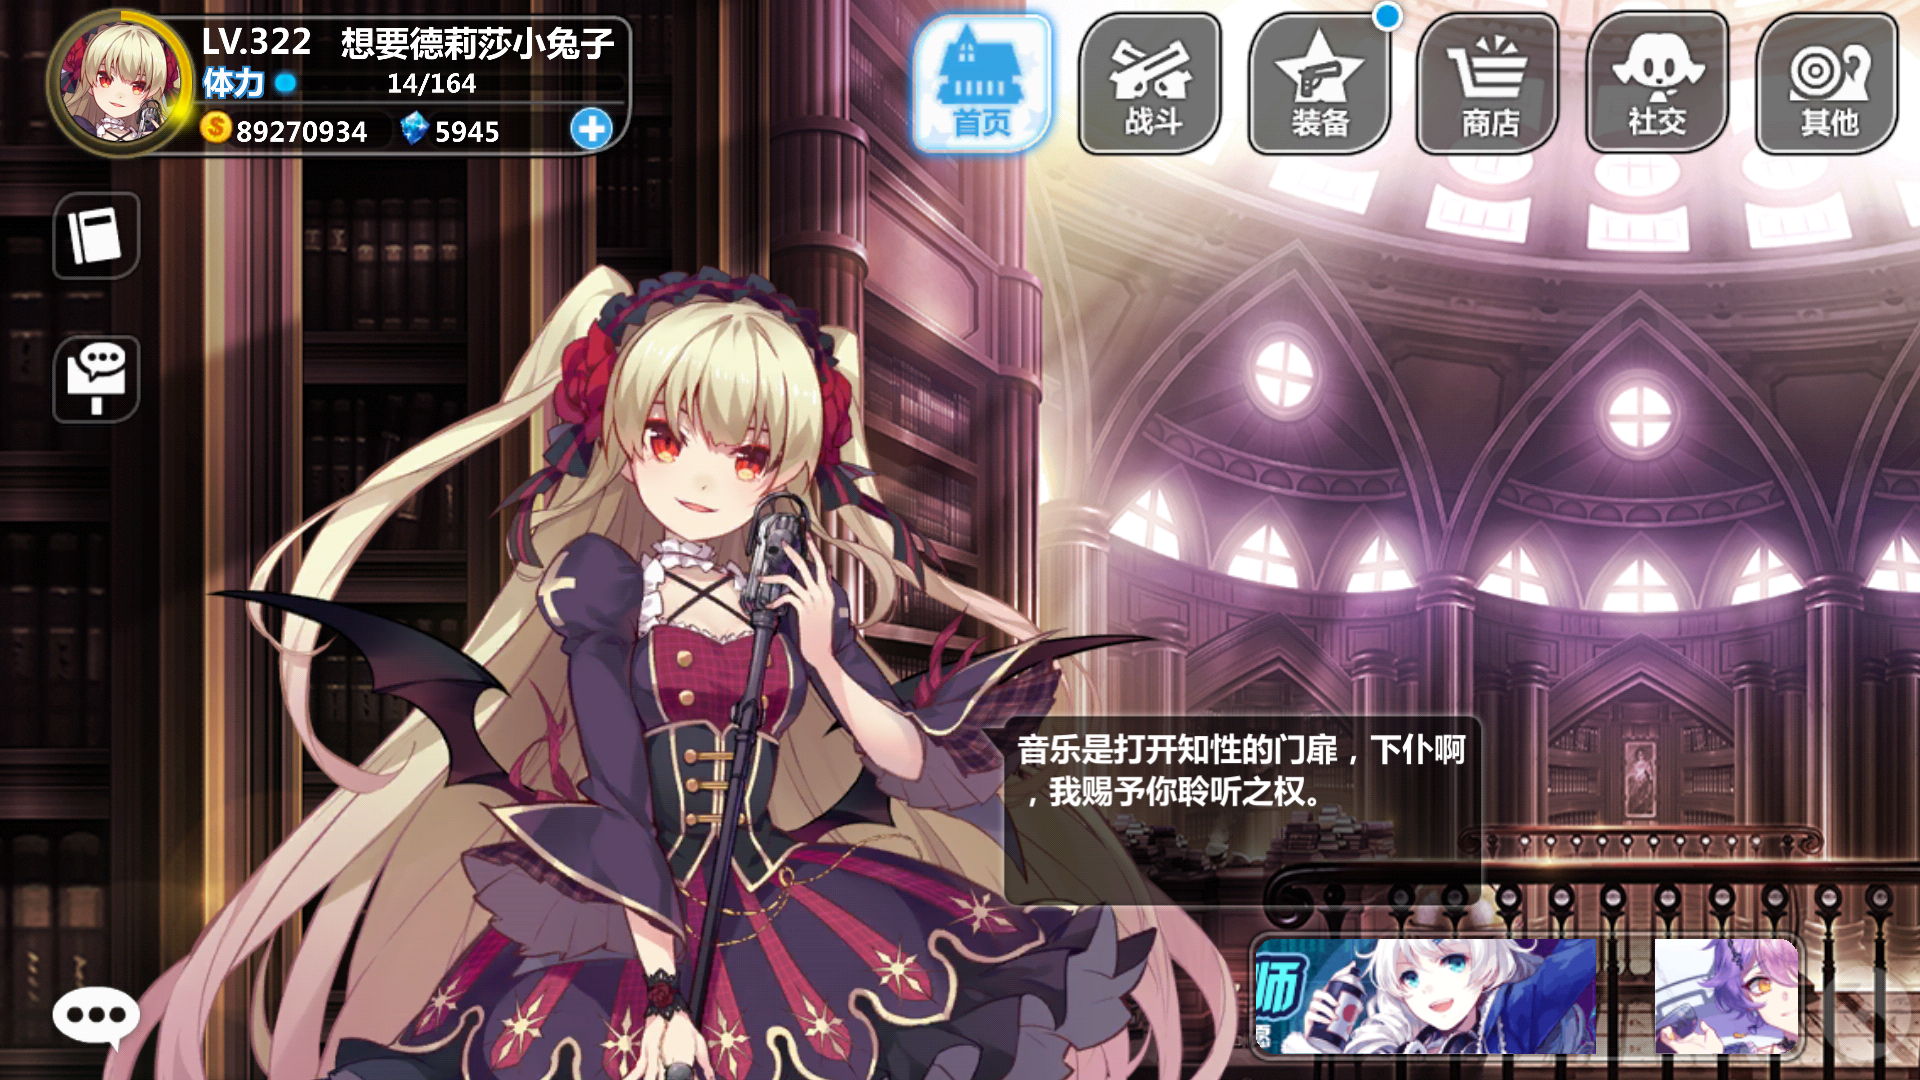 LV.322 想要德莉莎小兔子
体力 14/164
89270934 5945
首页 战斗 装备 商店 社交 其他
音乐是打开知性的门扉，下仆啊
，我赐予你聆听之权。
师